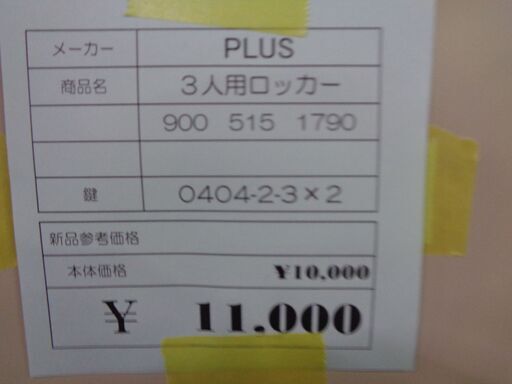 メーカー PLUS
商品名 3人用ロッカー
900 515 1790
鍵 0404-2-3×2
新品参考価格
本体価格 ¥10,000
¥ 11.000